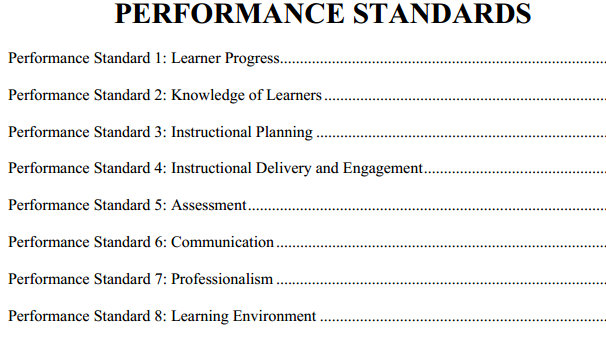 PERFORMANCE STANDARDS
Performance Standard 1: Learner Progress................................................................................
Performance Standard 2: Knowledge of Learners.....................................................................
Performance Standard 3: Instructional Planning.......................................................................
Performance Standard 4: Instructional Delivery and Engagement.............................................
Performance Standard 5: Assessment........................................................................................
Performance Standard 6: Communication.................................................................................
Performance Standard 7: Professionalism.................................................................................
Performance Standard 8: Learning Environment......................................................................